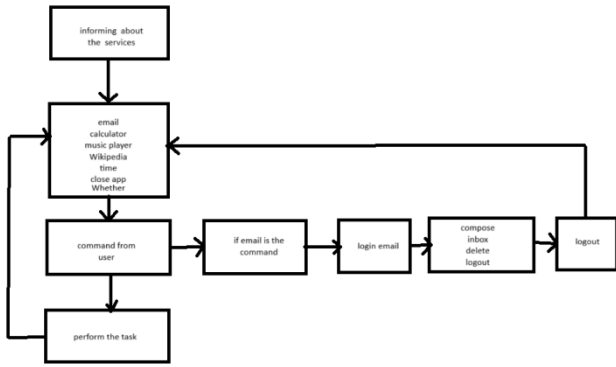 informing about
the services
email
calculator
music player
Wikipedia
time
close app
Whether
command from
user
if email is the
command
login email
compose
inbox
delete
logout
logout
perform the task